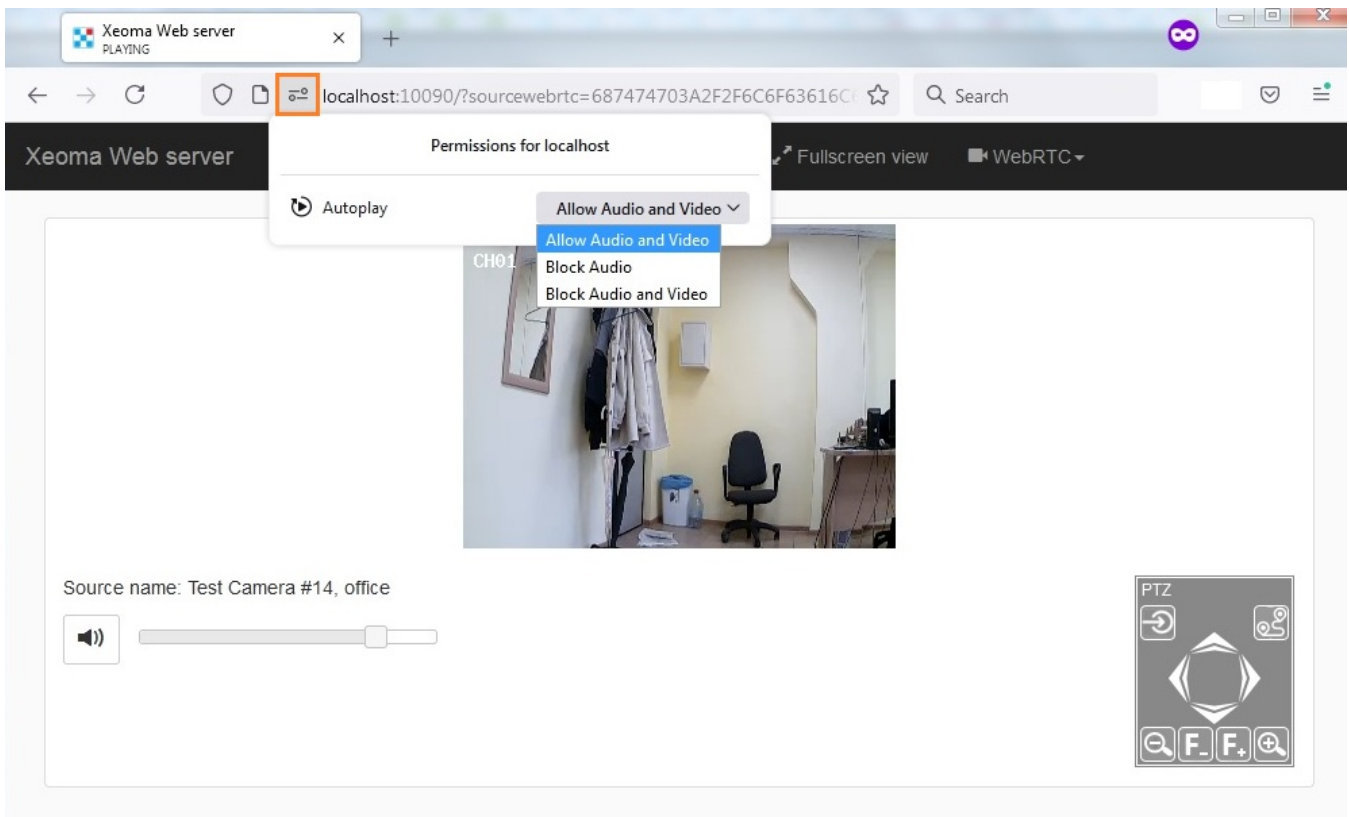 Xeoma Web server
PLAYING
localhost:10090/?sourcewebrtc=687474703A2F2F6C6F63616C
Search
Xeoma Web server
Fullscreen view
WebRTC
Permissions for localhost
Autoplay
Allow Audio and Video
Allow Audio and Video
Block Audio
Block Audio and Video
CH01
Source name: Test Camera #14, office
PTZ
F-
F+